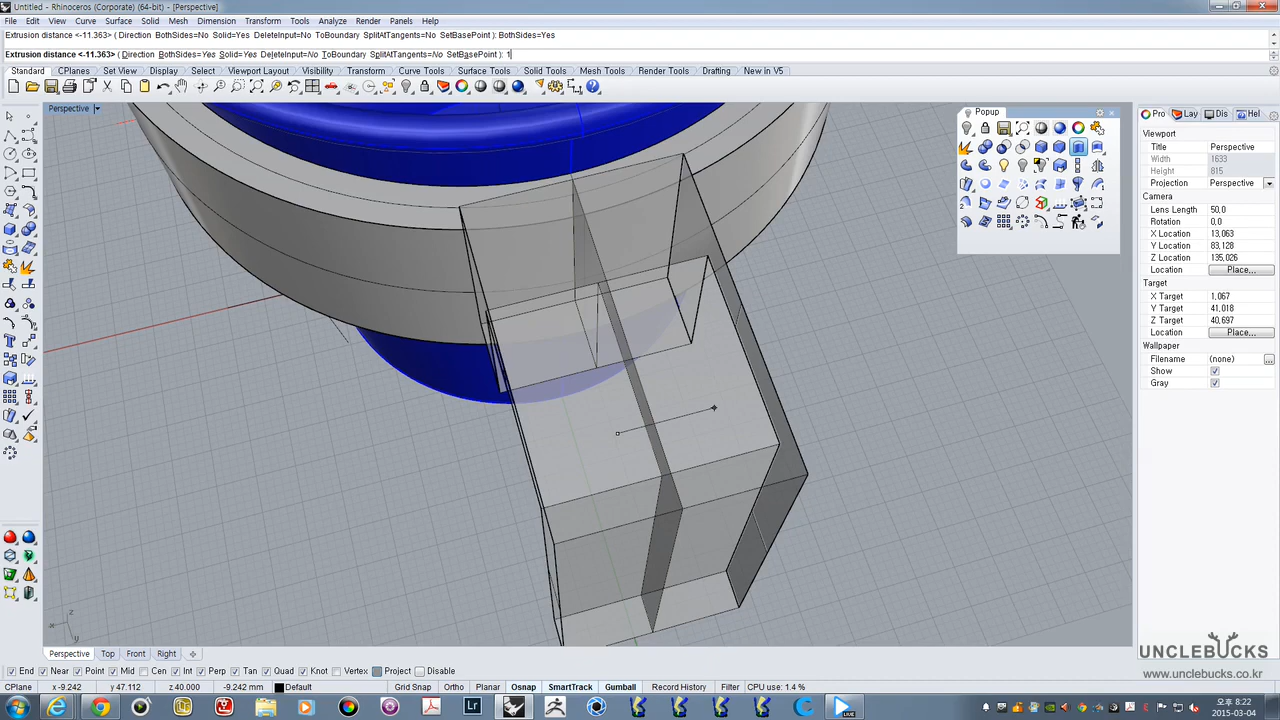 Untitled - Rhinoceros (Corporate) (64-bit) - [Perspective]
File Edit View Curve Surface Solid Mesh Dimension Transform Tools Analyze Render Panels Help
Extrusion distance <-11.363> ( Direction BothSides=No Solid=Yes DeleteInput=No ToBoundary SplitAtTangents=No SetBasePoint ): BothSides=Yes
Extrusion distance <-11.363> ( Direction BothSides=Yes Solid=Yes DeleteInput=No ToBoundary SplitAtTangents=No SetBasePoint ): 1
Standard CPlanes Set View Display Select Viewport Layout Visibility Transform Curve Tools Surface Tools Solid Tools Mesh Tools Render Tools Drafting New In V5
Perspective
Popup
Pro Lay Dis Hel
Viewport
Title Perspective
Width 1633
Height 815
Projection Perspective
Camera
Lens Length 50,0
Rotation 0,0
X Location 13,063
Y Location 83,128
Z Location 135,026
Location Place...
Target
X Target 1,067
Y Target 41,018
Z Target 40,697
Location Place...
Wallpaper
Filename (none) ...
Show
Gray
z
x
y
Perspective Top Front Right
End Near Point Mid Cen Int Perp Tan Quad Knot Vertex Project Disable
UNCLEBUCKS
www.unclebucks.co.kr
CPlane x -9.242 y 47.112 z 40.000 -9.242 mm Default Grid Snap Ortho Planar Osnap SmartTrack Gumball Record History Filter CPU use: 1.4 %
Lr
LIVE
오후 8:22
2015-03-04